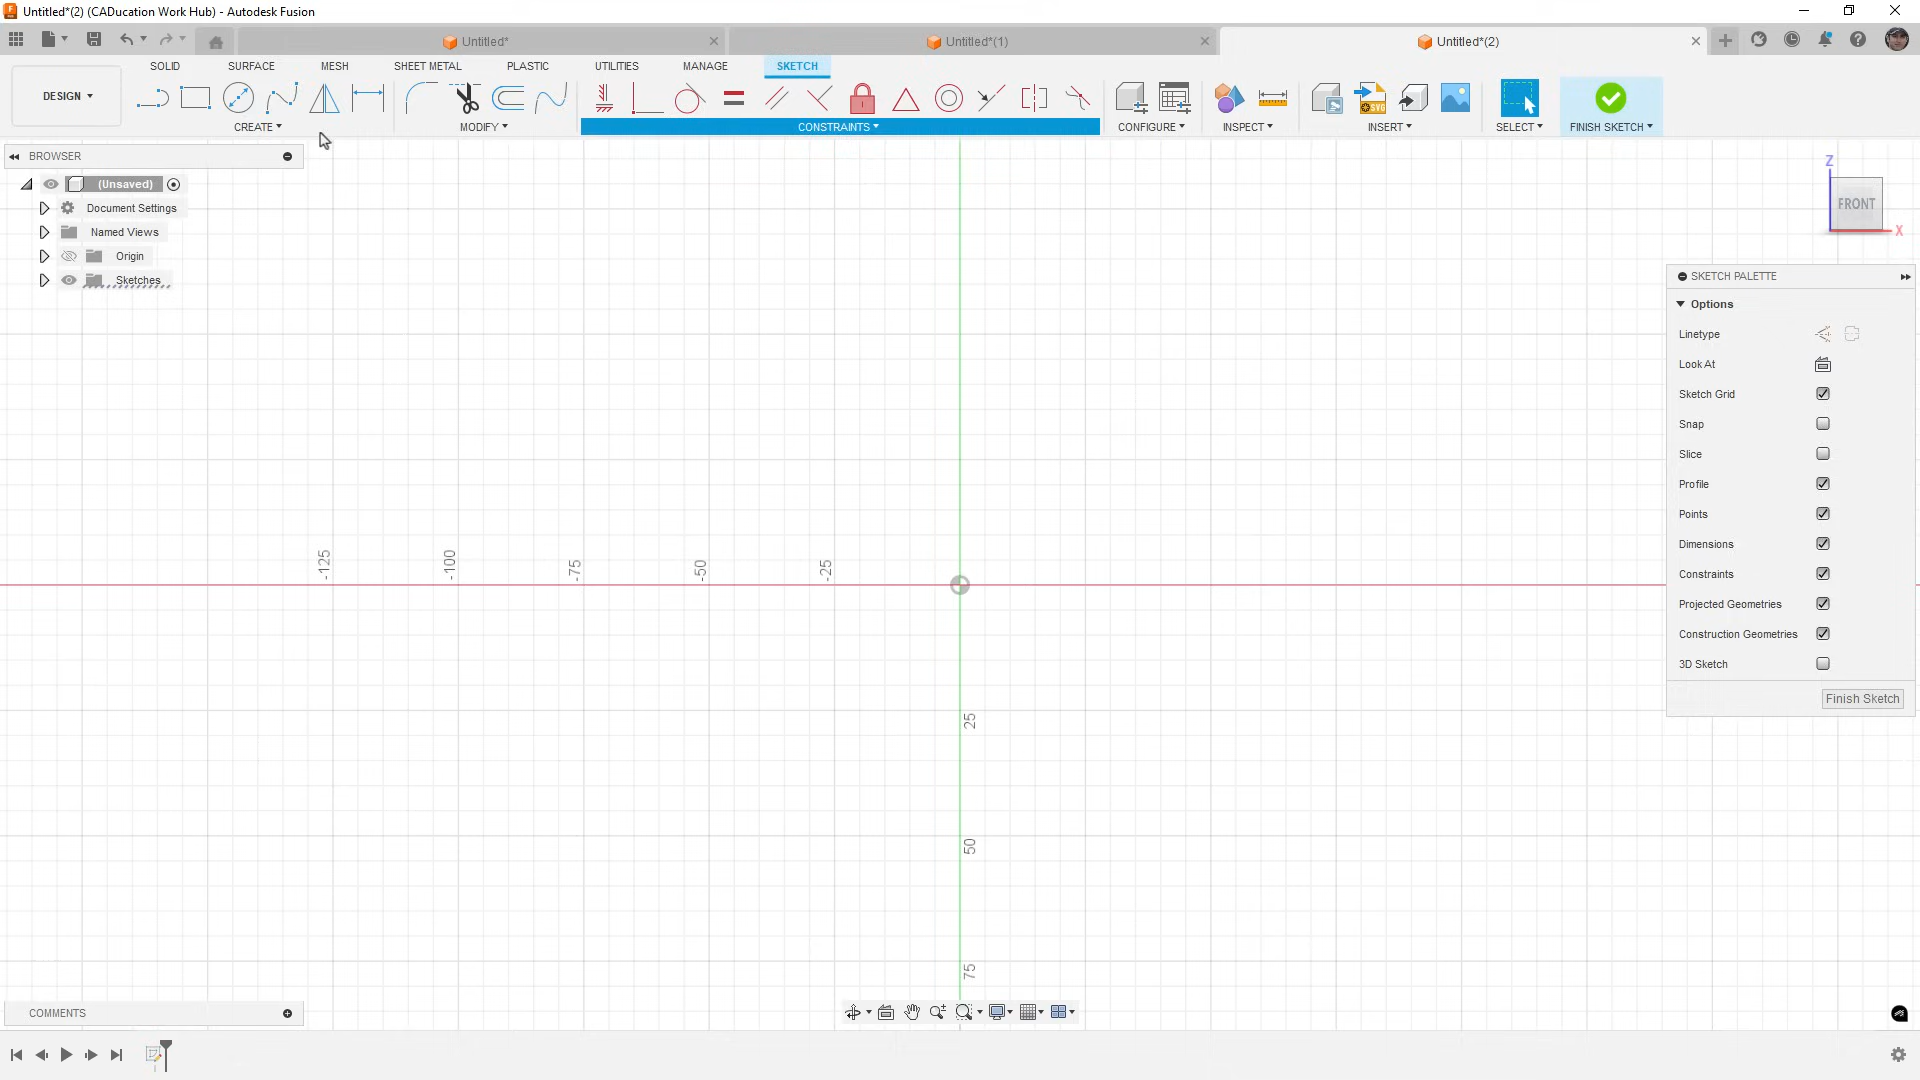 Untitled*(2) (CADucation Work Hub) - Autodesk Fusion
Untitled*
Untitled*(1)
Untitled*(2)
DESIGN
SOLID
SURFACE
MESH
SHEET METAL
PLASTIC
UTILITIES
MANAGE
SKETCH
CREATE
MODIFY
CONSTRAINTS
CONFIGURE
INSPECT
INSERT
SVG
SELECT
FINISH SKETCH
BROWSER
(Unsaved)
Document Settings
Named Views
Origin
Sketches
Z
FRONT
X
SKETCH PALETTE
Options
Linetype
Look At
Sketch Grid
Snap
Slice
Profile
Points
Dimensions
Constraints
Projected Geometries
Construction Geometries
3D Sketch
Finish Sketch
-125
-100
-75
-50
-25
25
50
75
COMMENTS